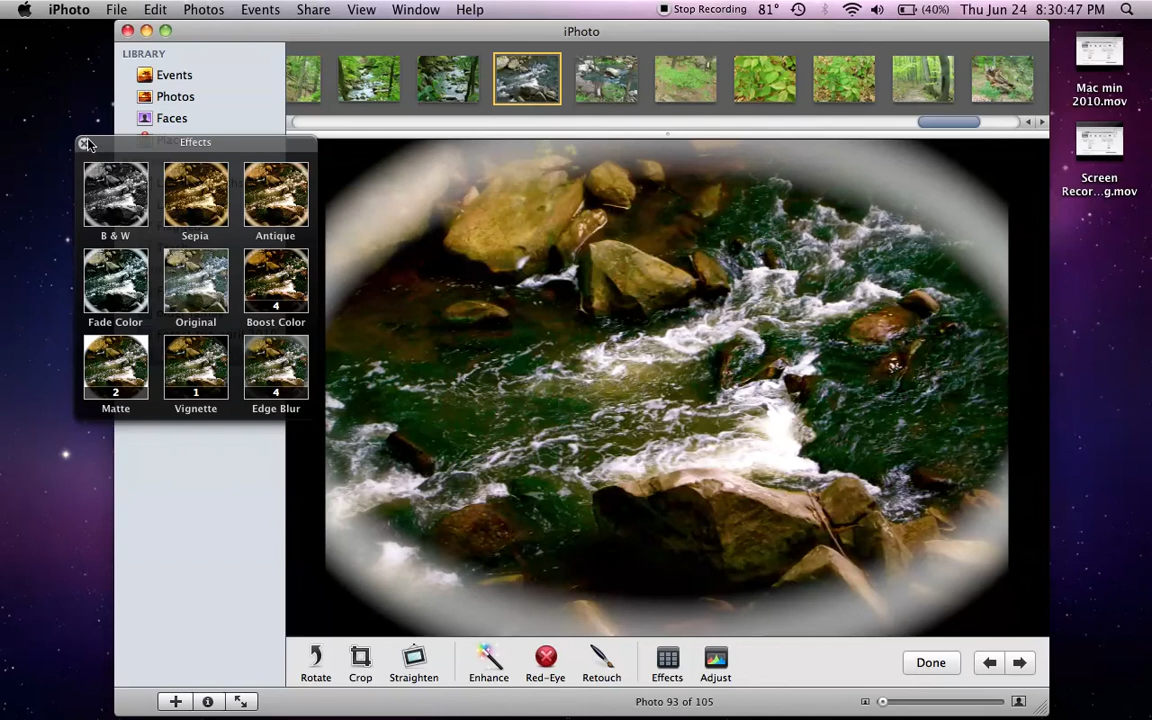 iPhoto File Edit Photos Events Share View Window Help Stop Recording 81° (40%) Thu Jun 24 8:30:47 PM
iPhoto
LIBRARY
Events
Photos
Faces
Effects
B & W Sepia Antique
4
Fade Color Original Boost Color
2 1 4
Matte Vignette Edge Blur
Rotate Crop Straighten Enhance Red-Eye Retouch Effects Adjust Done
Photo 93 of 105
Mac min
2010.mov
Screen
Recor...g.mov